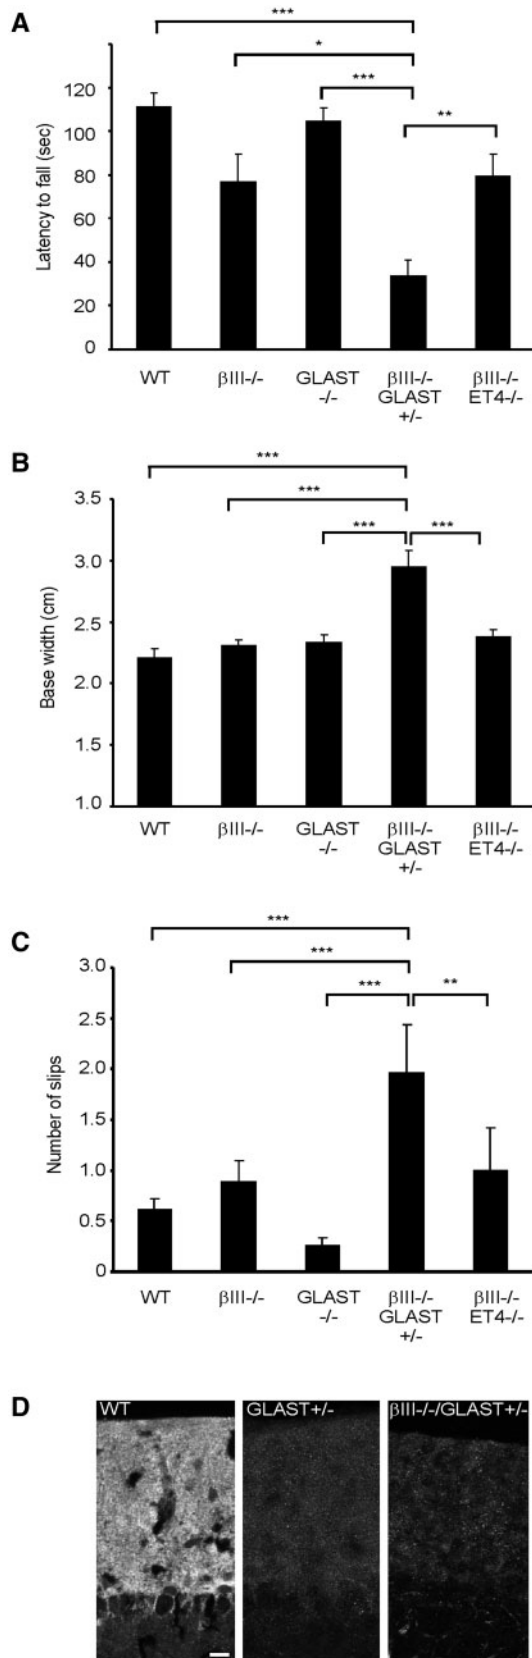 A
***
*
***
**
Latency to fall (sec)
120
100
80
60
40
20
0
WT
βIII-/-
GLAST
-/-
βIII-/-
GLAST
+/-
βIII-/-
ET4-/-
B
***
***
***
***
Base width (cm)
3.5
3.0
2.5
2.0
1.5
1.0
WT
βIII-/-
GLAST
-/-
βIII-/-
GLAST
+/-
βIII-/-
ET4-/-
C
***
***
***
**
Number of slips
3.0
2.5
2.0
1.5
1.0
0.5
0
WT
βIII-/-
GLAST
-/-
βIII-/-
GLAST
+/-
βIII-/-
ET4-/-
D
WT
GLAST+/-
βIII-/-/GLAST+/-